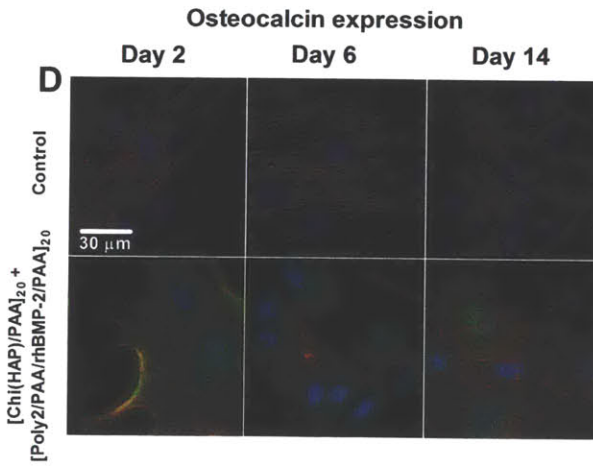 Osteocalcin expression
Day 2 Day 6 Day 14
D
Control
30 μm
[Chi(HAP)/PAA]₂₀ +
[Poly2/PAA/rhBMP-2/PAA]₂₀